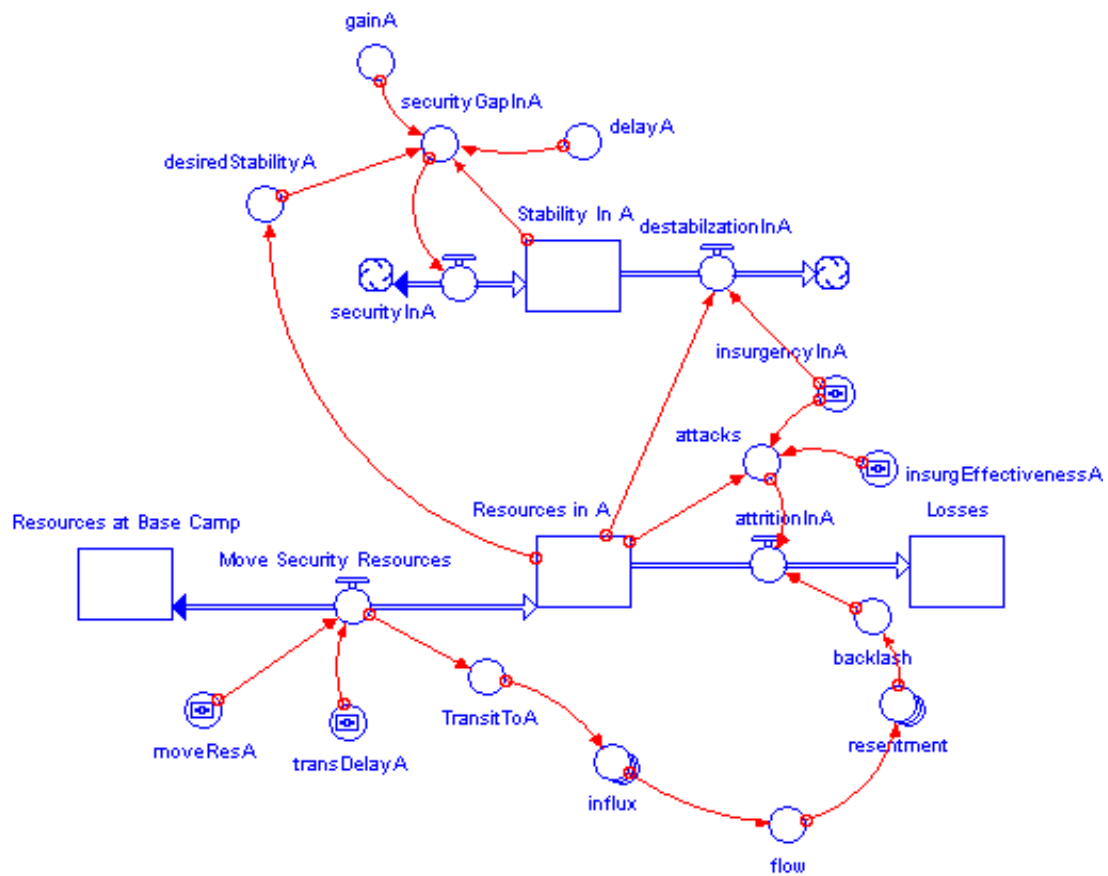 gainA
securityGapInA
delayA
desiredStabilityA
Stability In A
destabilzationInA
securityInA
insurgencyInA
attacks
insurgEffectivenessA
Resources in A
attritionInA
Losses
Resources at Base Camp
Move Security Resources
backlash
TransitToA
moveResA
transDelayA
resentment
influx
flow